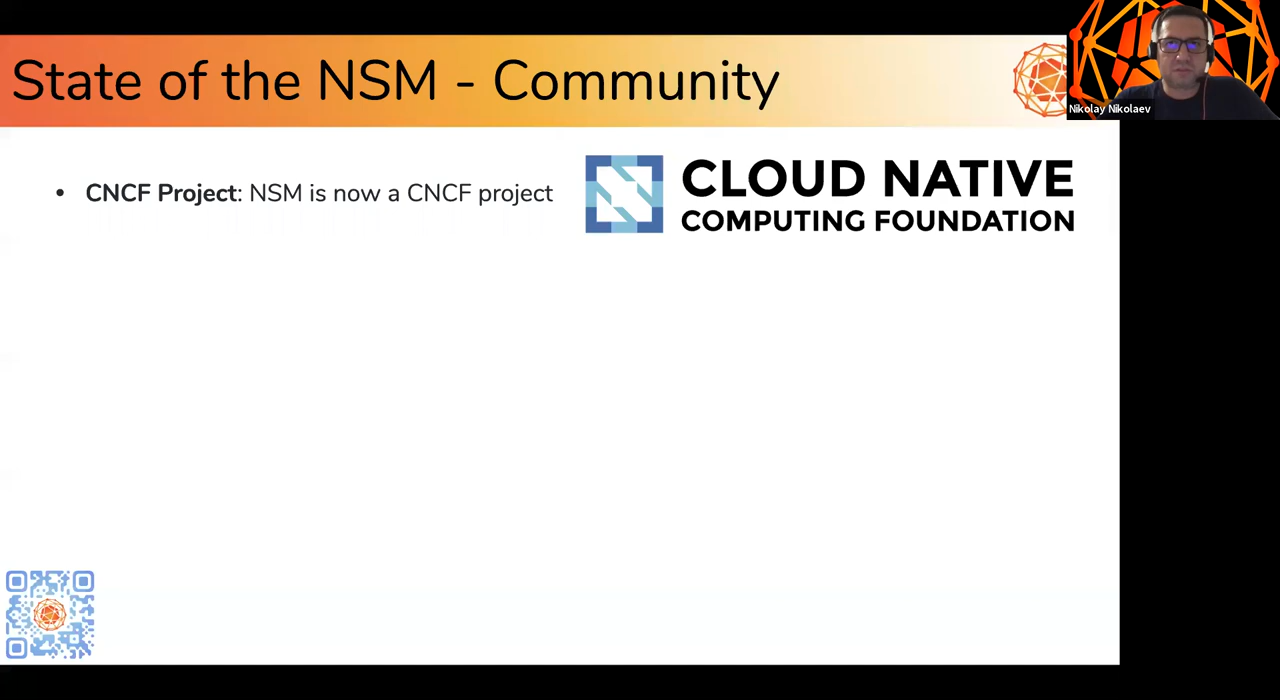 State of the NSM - Community
Nikolay Nikolaev
• CNCF Project: NSM is now a CNCF project
CLOUD NATIVE
COMPUTING FOUNDATION